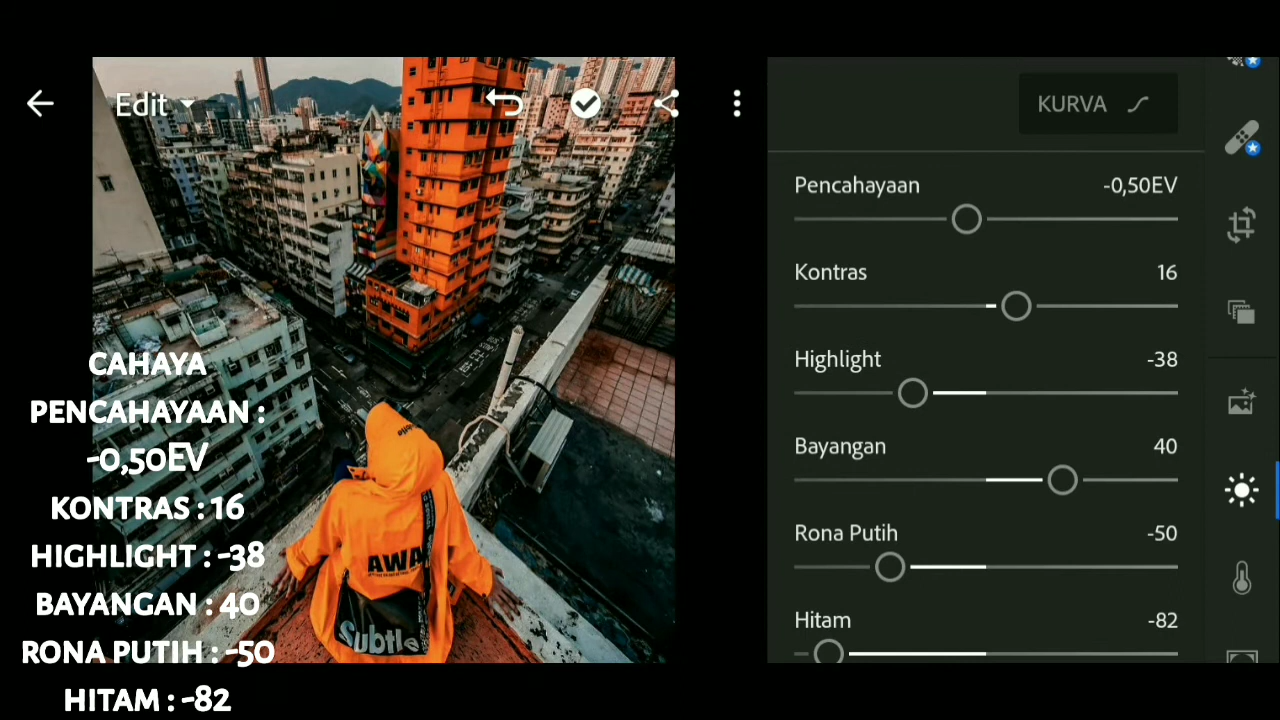 Edit
KURVA
Pencahayaan -0,50EV
Kontras 16
Highlight -38
Bayangan 40
Rona Putih -50
Hitam -82
CAHAYA
PENCAHAYAAN :
-0,50EV
KONTRAS : 16
HIGHLIGHT : -38
BAYANGAN : 40
RONA PUTIH : -50
HITAM : -82
AWA
Subtle